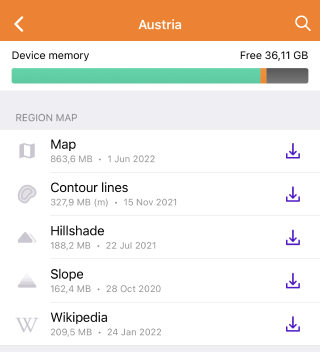 Austria
Device memory Free 36,11 GB
REGION MAP
Map
863,6 MB • 1 Jun 2022
Contour lines
327,9 MB (m) • 15 Nov 2021
Hillshade
188,2 MB • 22 Jul 2021
Slope
162,4 MB • 28 Oct 2020
Wikipedia
209,5 MB • 24 Jan 2022